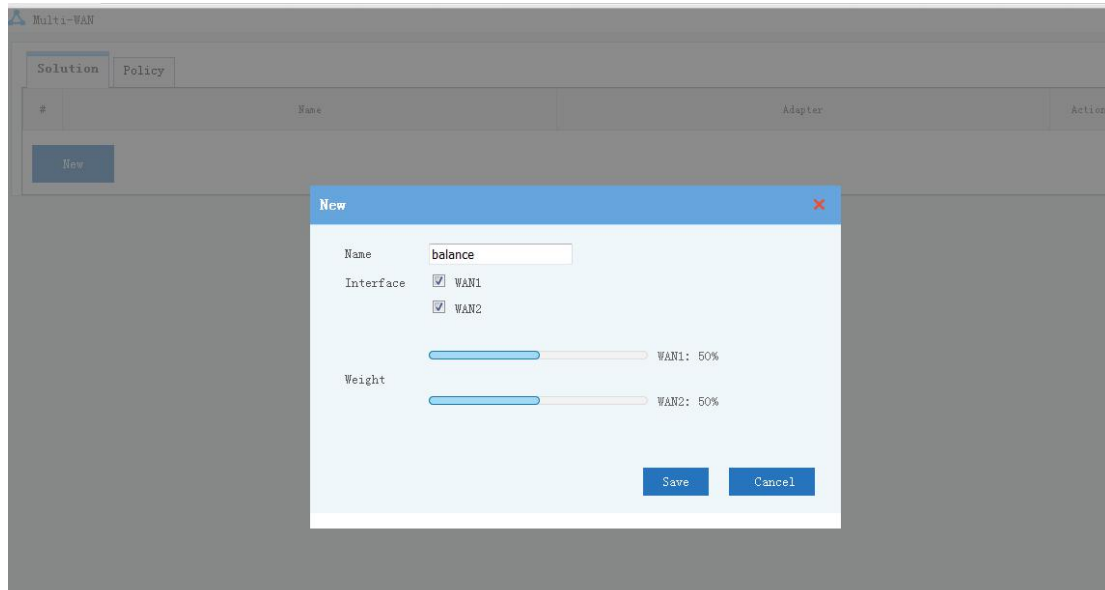 Multi-WAN
Solution Policy
# Name Adapter Action
New
New
Name balance
Interface WAN1
WAN2
WAN1: 50%
Weight
WAN2: 50%
Save Cancel